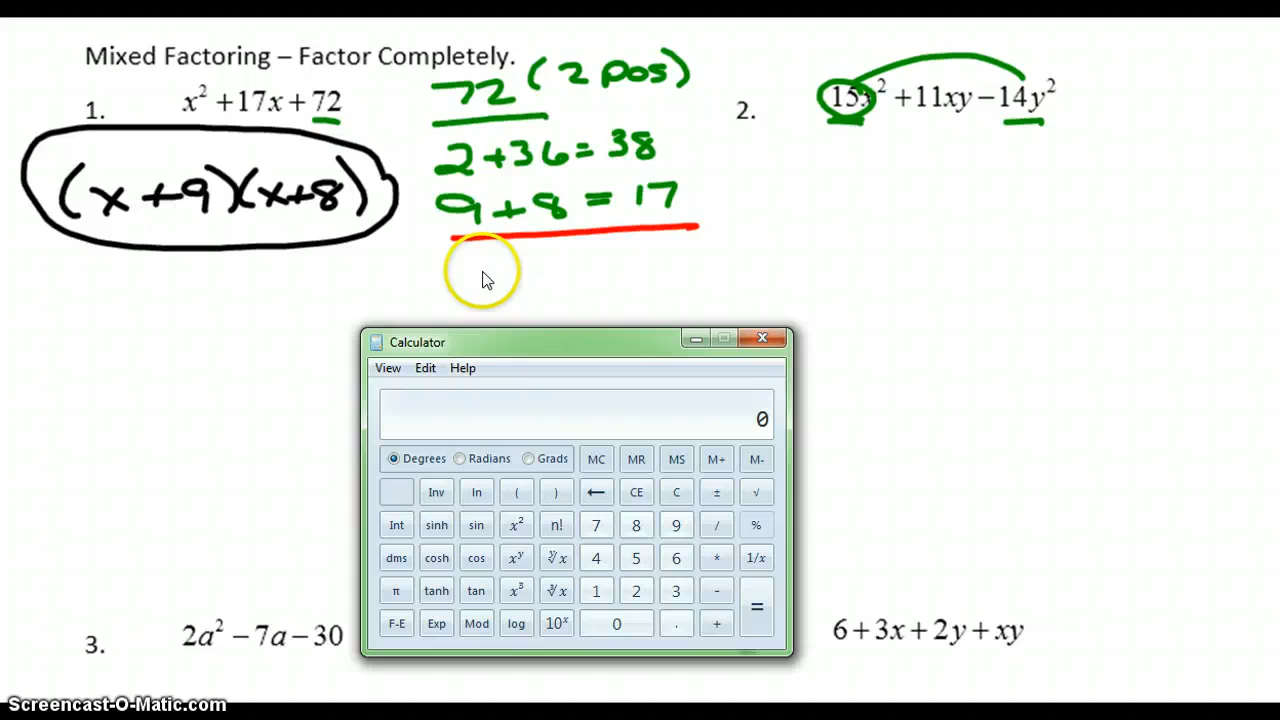 Mixed Factoring – Factor Completely.
1. x² +17x + 72
72 (2 pos)
2+36=38
9+8=17
(x+9)(x+8)
2. 15x² +11xy −14y²
Calculator
View Edit Help
0
Degrees Radians Grads MC MR MS M+ M-
Inv ln ( ) ← CE C ± √
Int sinh sin x² n! 7 8 9 / %
dms cosh cos xʸ ʸ√x 4 5 6 * 1/x
π tanh tan x³ ³√x 1 2 3 - =
F-E Exp Mod log 10ˣ 0 . +
3. 2a² − 7a − 30
6 + 3x + 2y + xy
Screencast-O-Matic.com